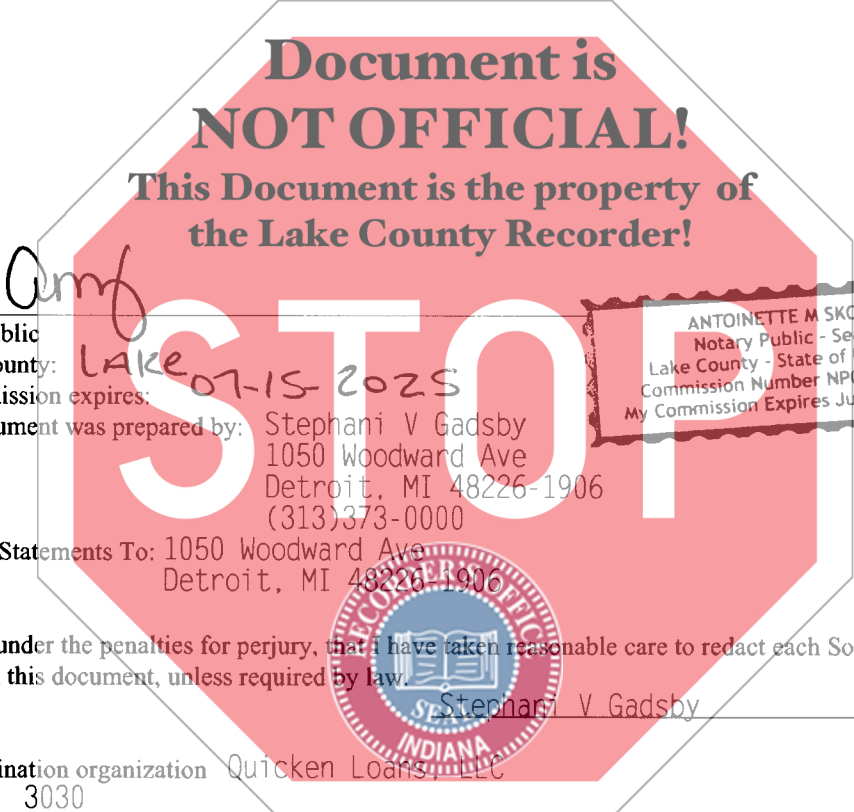 Document is
NOT OFFICIAL!
This Document is the property of
the Lake County Recorder!
STOP
blic
ounty: LAKE
ission expires: 07-15-2025
ument was prepared by: Stephani V Gadsby
1050 Woodward Ave
Detroit, MI 48226-1906
(313)373-0000
ANTOINETTE M SKO
Notary Public - Se
Lake County - State of
Commission Number NP
My Commission Expires Ju
Statements To: 1050 Woodward Ave
Detroit, MI 48226-1906
under the penalties for perjury, that I have taken reasonable care to redact each So
this document, unless required by law.
Stephani V Gadsby
RECORDER'S OFFICE
SEAL
INDIANA
ination organization Quicken Loans, LLC
3030